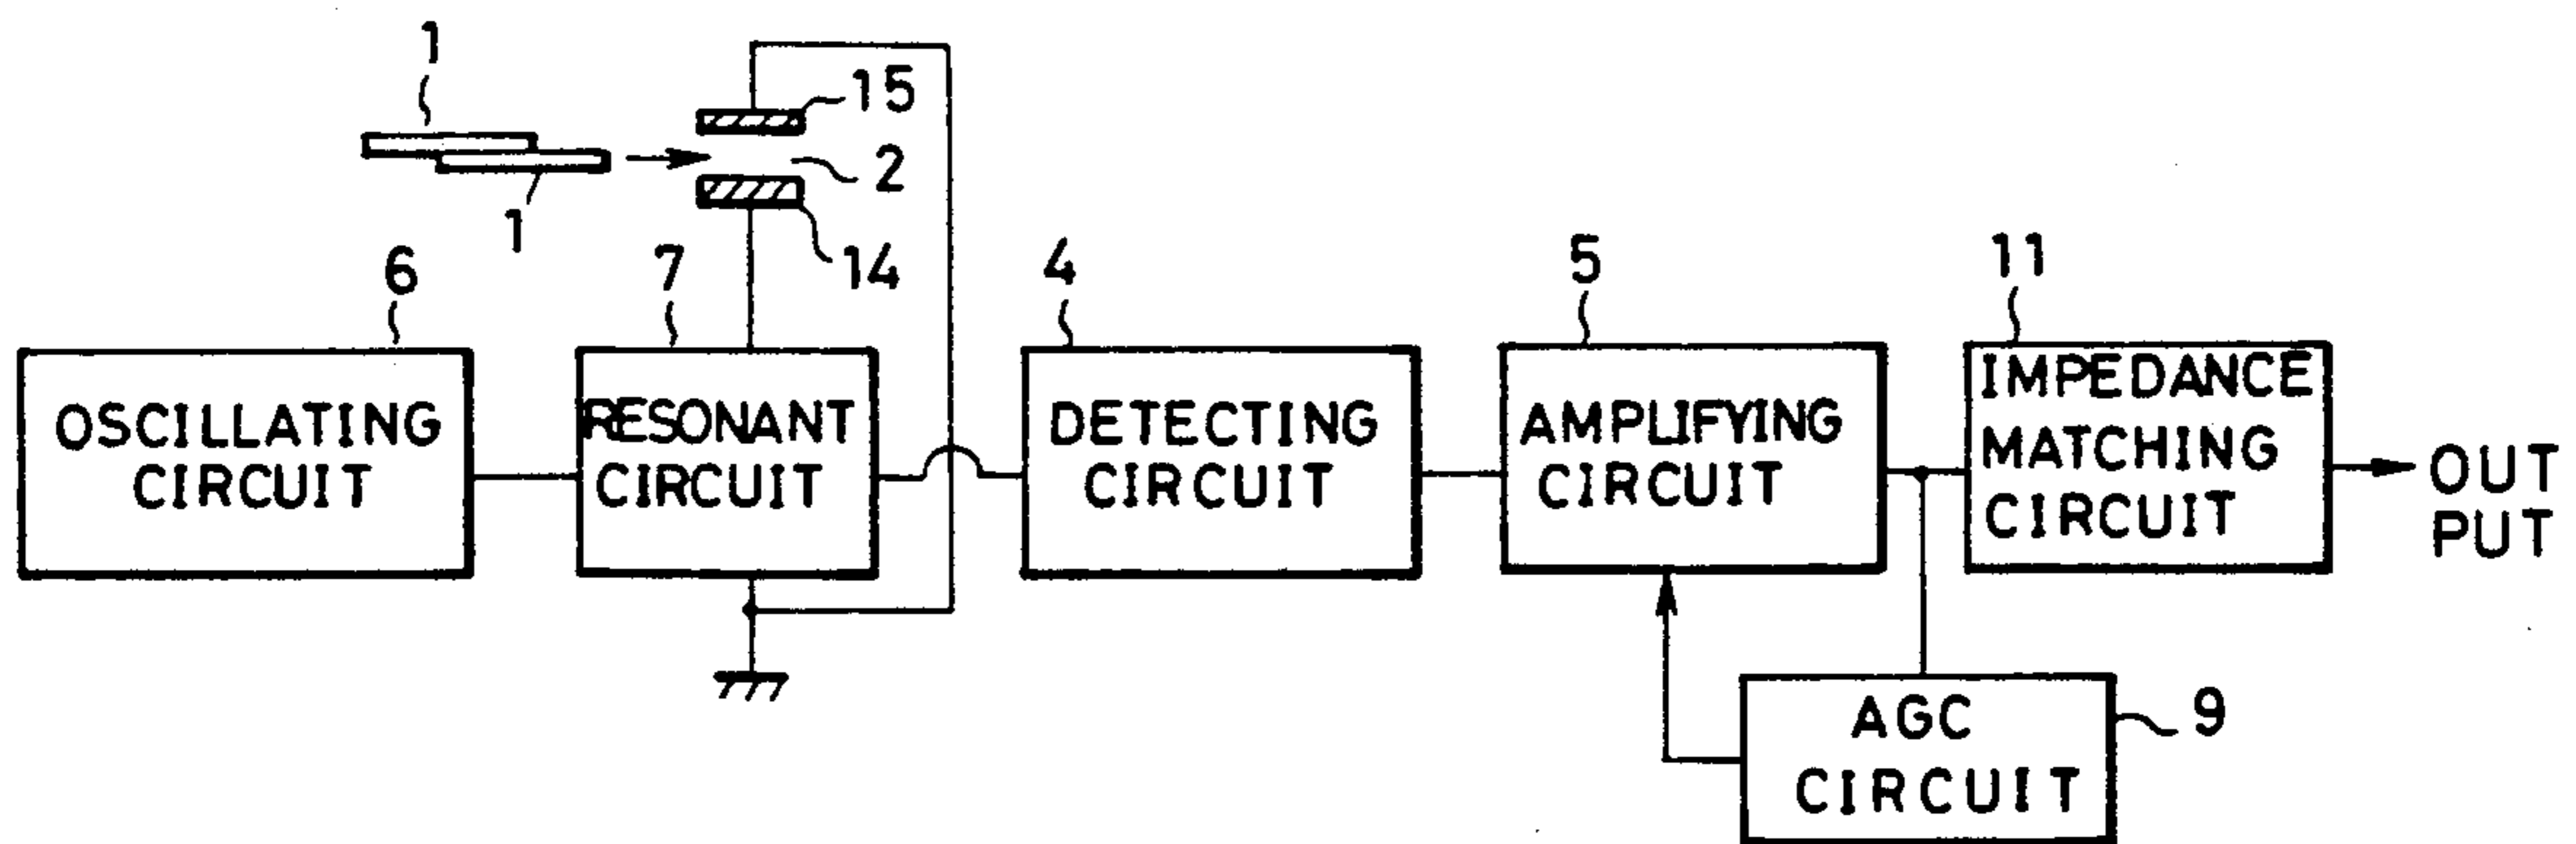 1
15
2
1
14
6
7
4
5
11
OSCILLATING
CIRCUIT
RESONANT
CIRCUIT
DETECTING
CIRCUIT
AMPLIFYING
CIRCUIT
IMPEDANCE
MATCHING
CIRCUIT
OUT
PUT
AGC
CIRCUIT
9